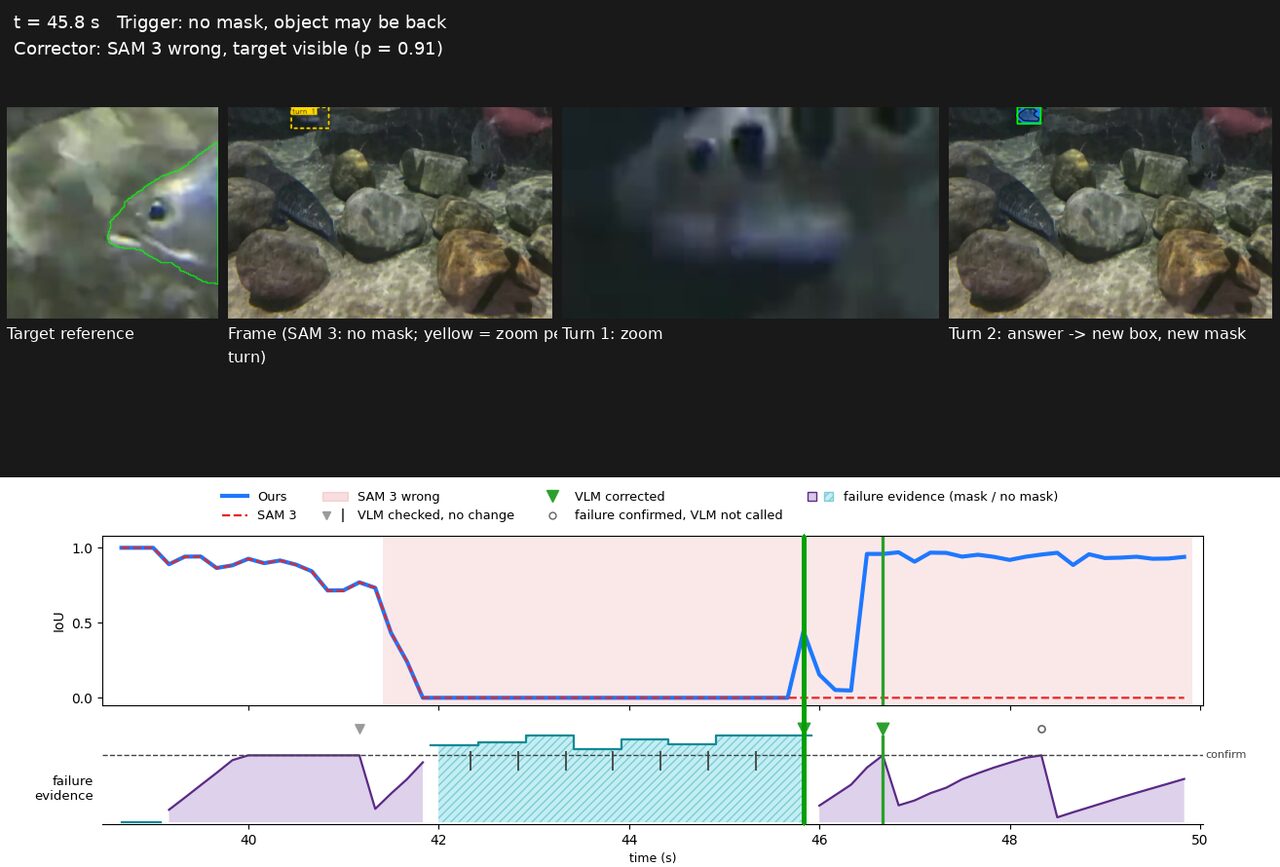 t = 45.8 s   Trigger: no mask, object may be back
Corrector: SAM 3 wrong, target visible (p = 0.91)
turn 1
Target reference
Frame (SAM 3: no mask; yellow = zoom pe
turn)
Turn 1: zoom
Turn 2: answer -> new box, new mask
Ours
SAM 3 wrong
VLM corrected
failure evidence (mask / no mask)
SAM 3
VLM checked, no change
failure confirmed, VLM not called
1.0
0.5
0.0
IoU
confirm
failure
evidence
40
42
44
46
48
50
time (s)